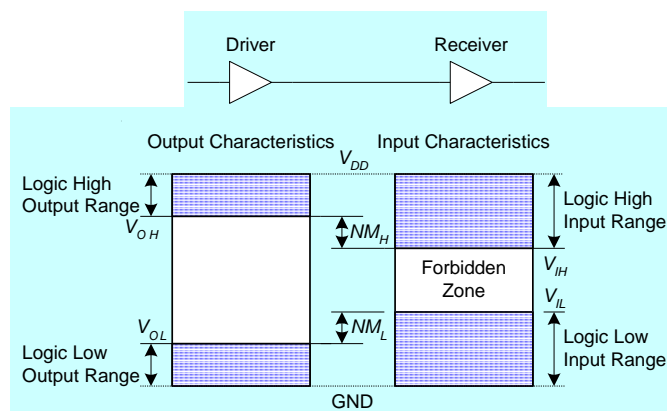 Driver
Receiver
Output Characteristics
Input Characteristics
VDD
Logic High
Output Range
Logic High
Input Range
VOH
NMH
VIH
Forbidden
Zone
VIL
VOL
NML
Logic Low
Output Range
Logic Low
Input Range
GND